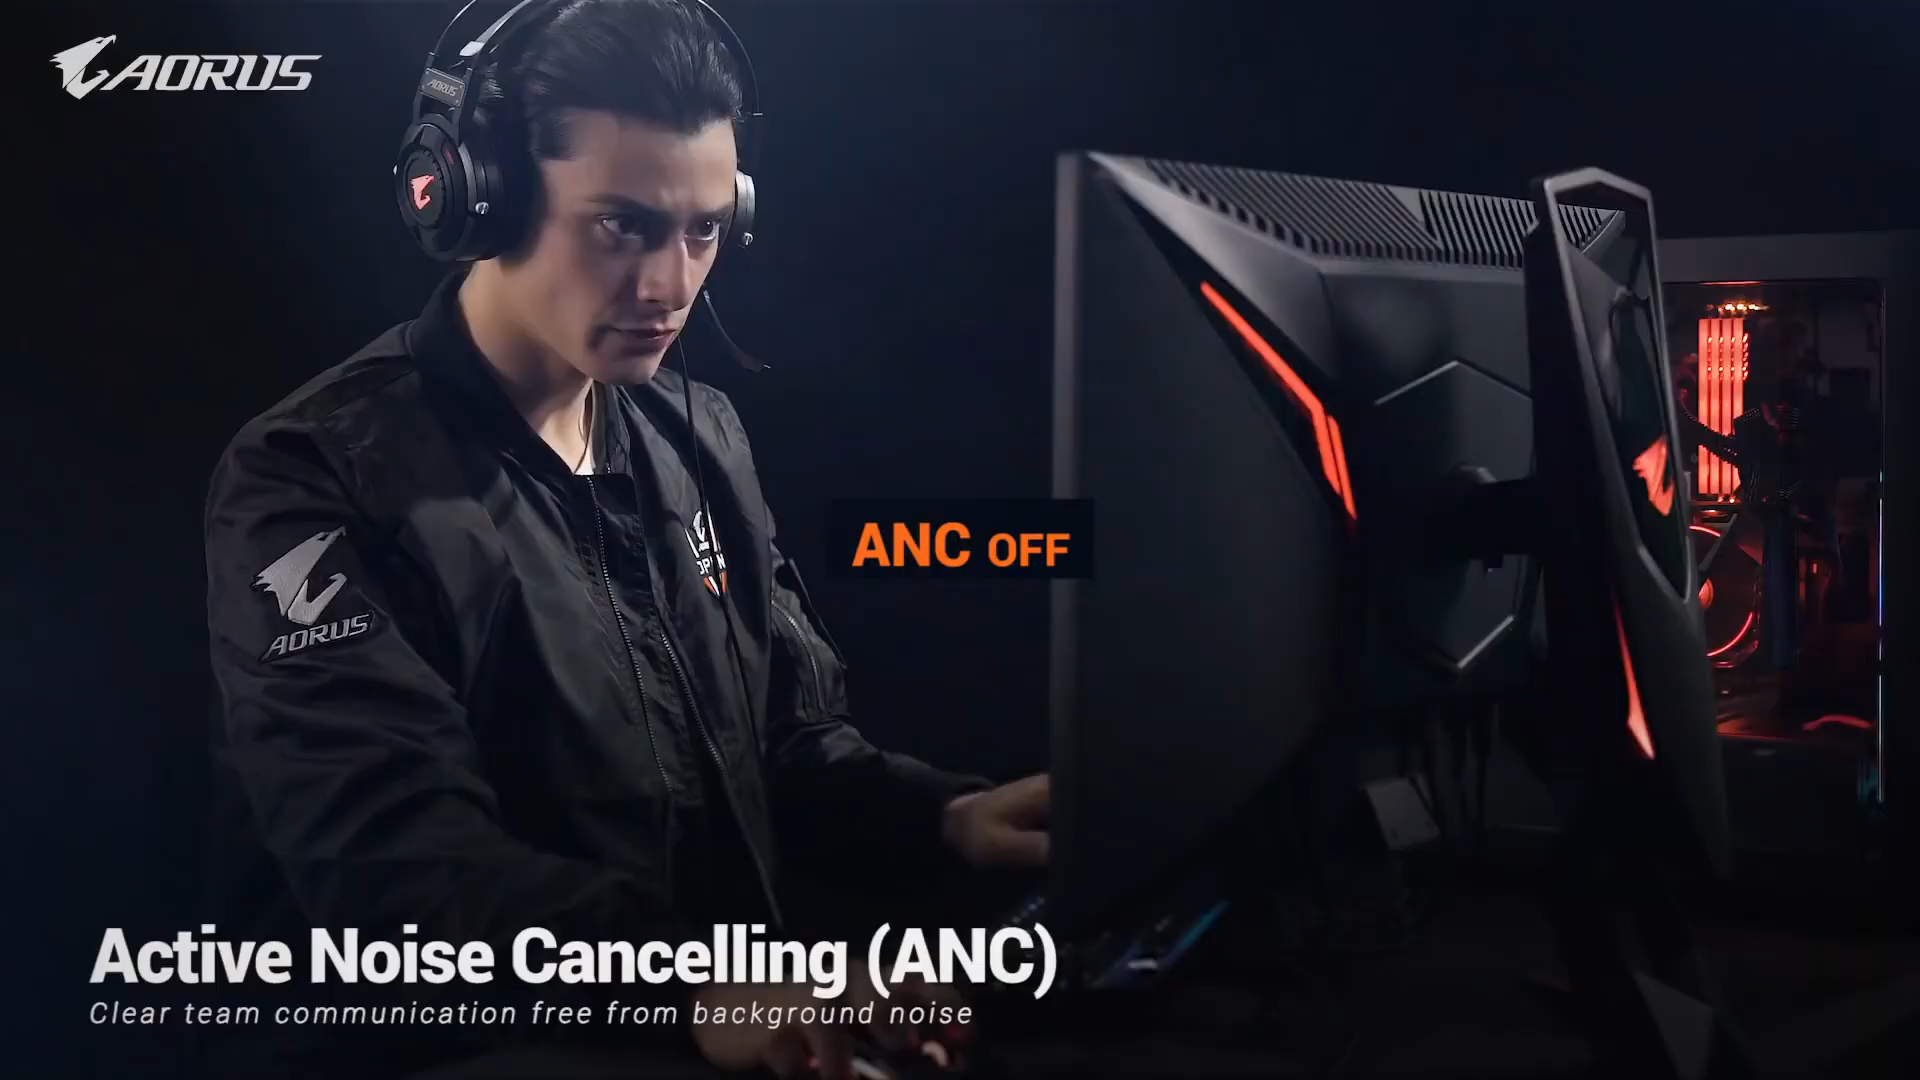 AORUS
AORUS
ANC OFF
AORUS
Active Noise Cancelling (ANC)
Clear team communication free from background noise